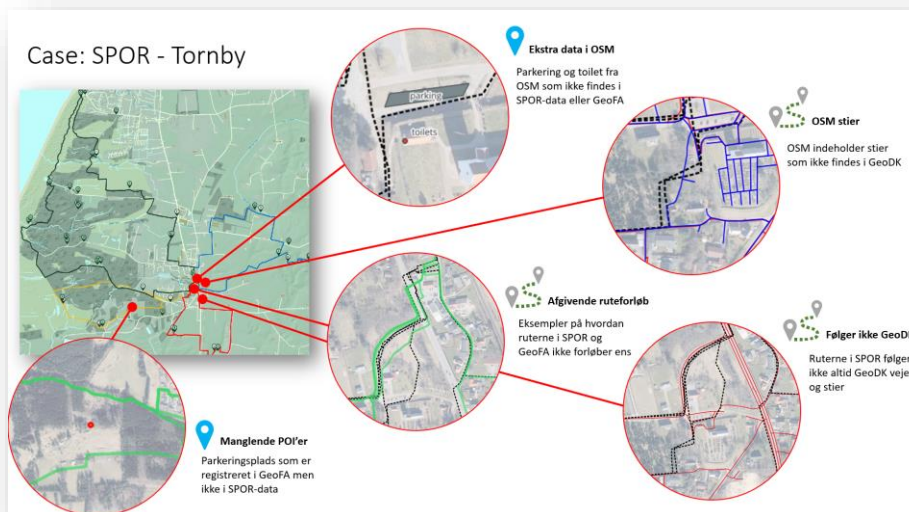 Case: SPOR - Tornby
Ekstra data i OSM
Parkering og toilet fra
OSM som ikke findes i
SPOR-data eller GeoFA
parking
toilets
OSM stier
OSM indeholder stier
som ikke findes i GeoDK
Afgivende ruteforløb
Eksempler på hvordan
ruterne i SPOR og
GeoFA ikke forløber ens
Følger ikke GeoDK
Ruterne i SPOR følger
ikke altid GeoDK veje
og stier
Manglende POI'er
Parkeringsplads som er
registreret i GeoFA men
ikke i SPOR-data